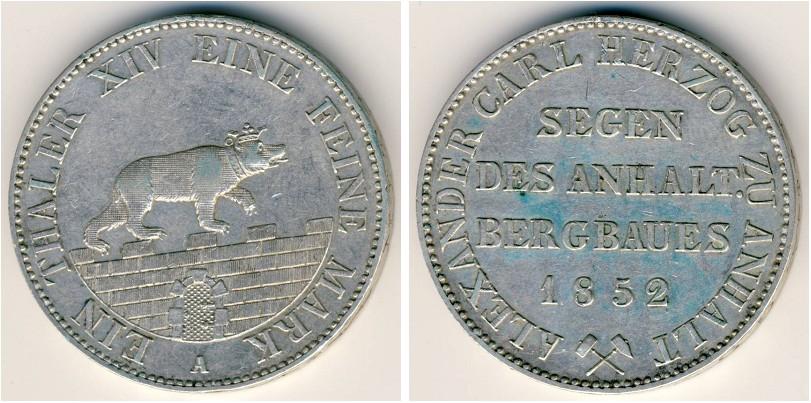 EIN THALER XIV EINE FEINE MARK
A
ALEXANDER CARL HERZOG ZU ANHALT
SEGEN
DES ANHALT.
BERGBAUES
1852